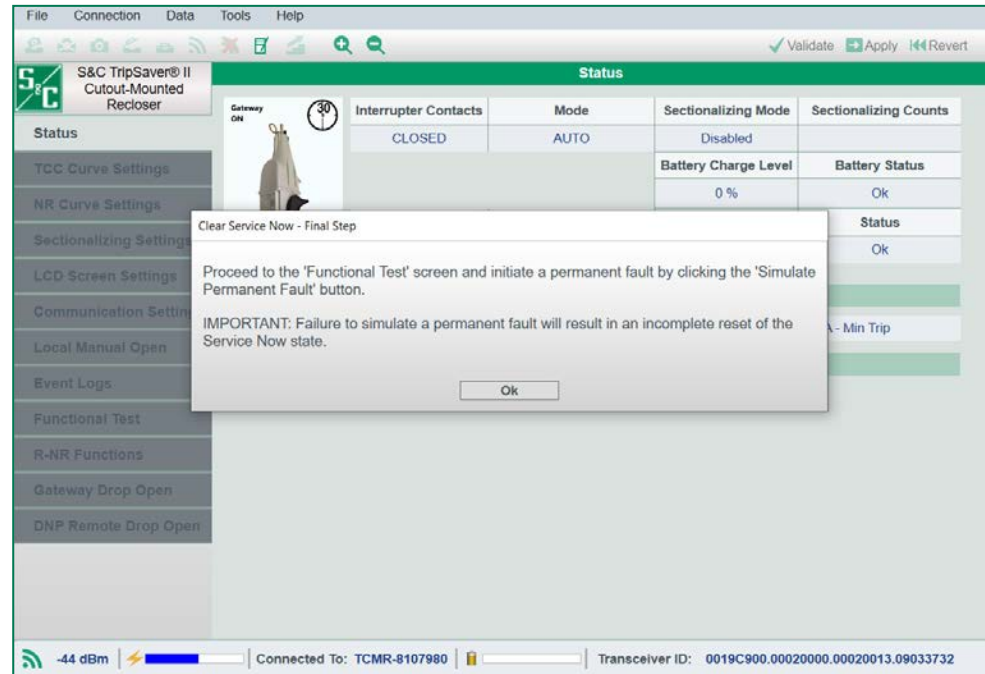 File Connection Data Tools Help
Validate Apply Revert
S&C
S&C TripSaver® II
Cutout-Mounted
Recloser
Status
Status
TCC Curve Settings
NR Curve Settings
Sectionalizing Settings
LCD Screen Settings
Communication Settin
Local Manual Open
Event Logs
Functional Test
R-NR Functions
Gateway Drop Open
DNP Remote Drop Open
Gateway
ON
30
Interrupter Contacts Mode Sectionalizing Mode Sectionalizing Counts
CLOSED AUTO Disabled
Battery Charge Level Battery Status
0 % Ok
Status
Ok
A - Min Trip
Clear Service Now - Final Step
Proceed to the 'Functional Test' screen and initiate a permanent fault by clicking the 'Simulate
Permanent Fault' button.
IMPORTANT: Failure to simulate a permanent fault will result in an incomplete reset of the
Service Now state.
Ok
-44 dBm Connected To: TCMR-8107980 Transceiver ID: 0019C900.00020000.00020013.09033732